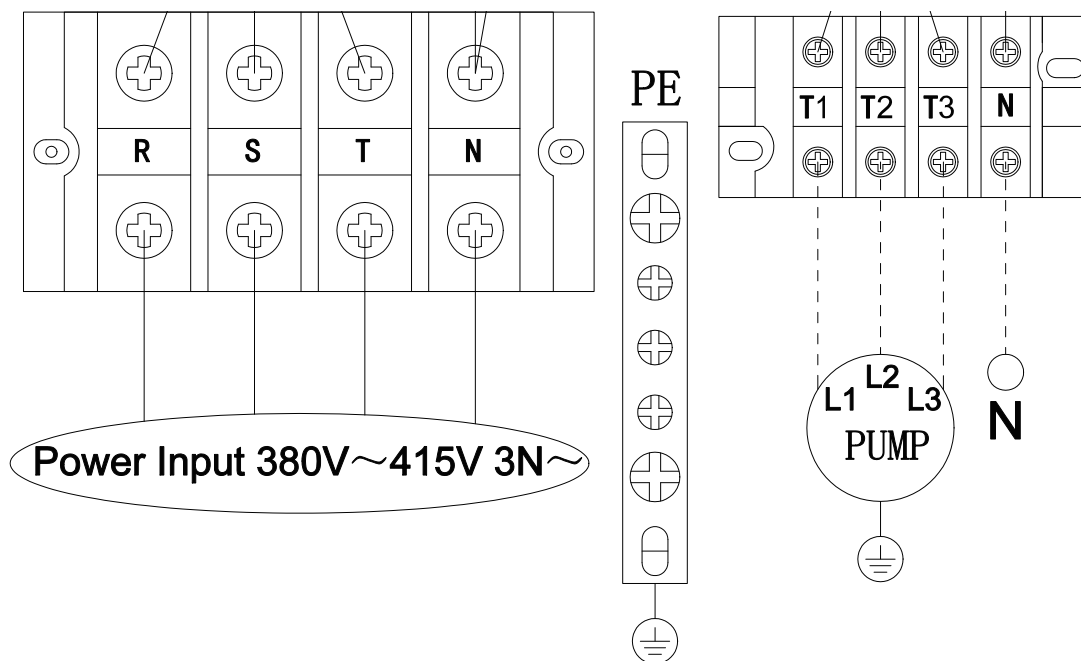 PE
R S T N
T1 T2 T3 N
L1 L2 L3
PUMP
N
Power Input 380V～415V 3N～